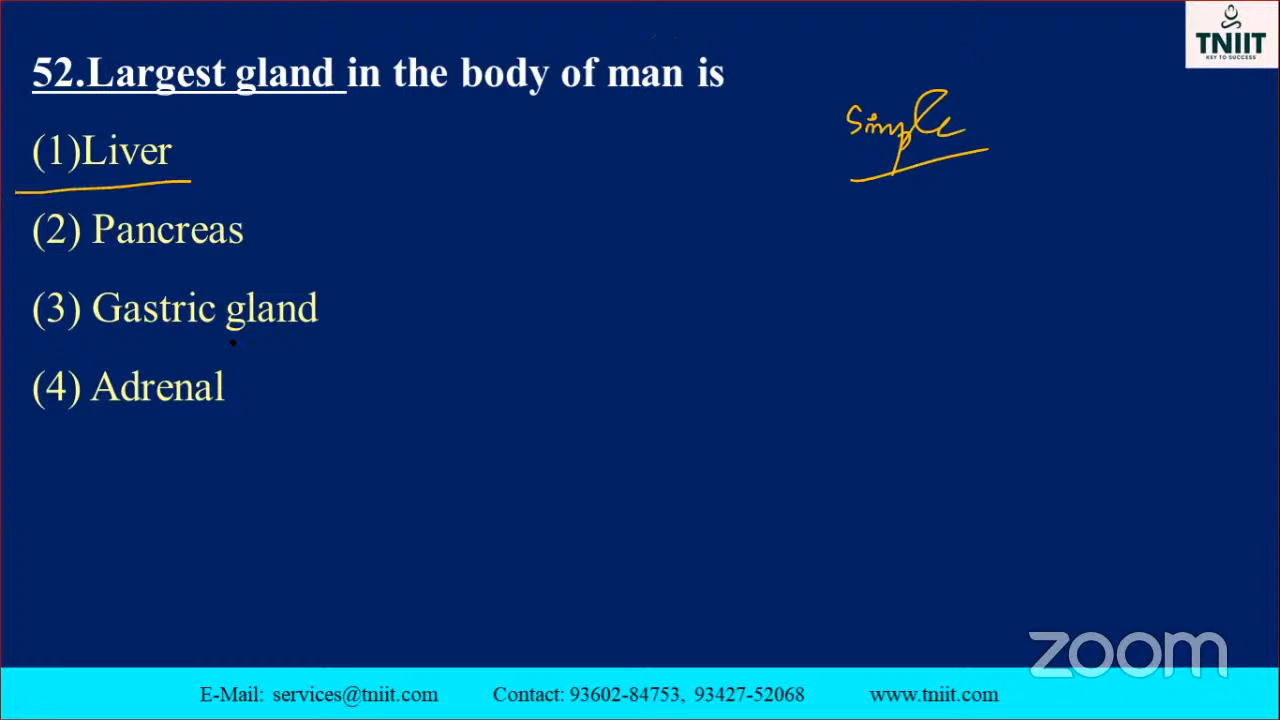 TNIIT
KEY TO SUCCESS
52.Largest gland in the body of man is
simple
(1)Liver
(2) Pancreas
(3) Gastric gland
(4) Adrenal
zoom
E-Mail: services@tniit.com Contact: 93602-84753, 93427-52068 www.tniit.com